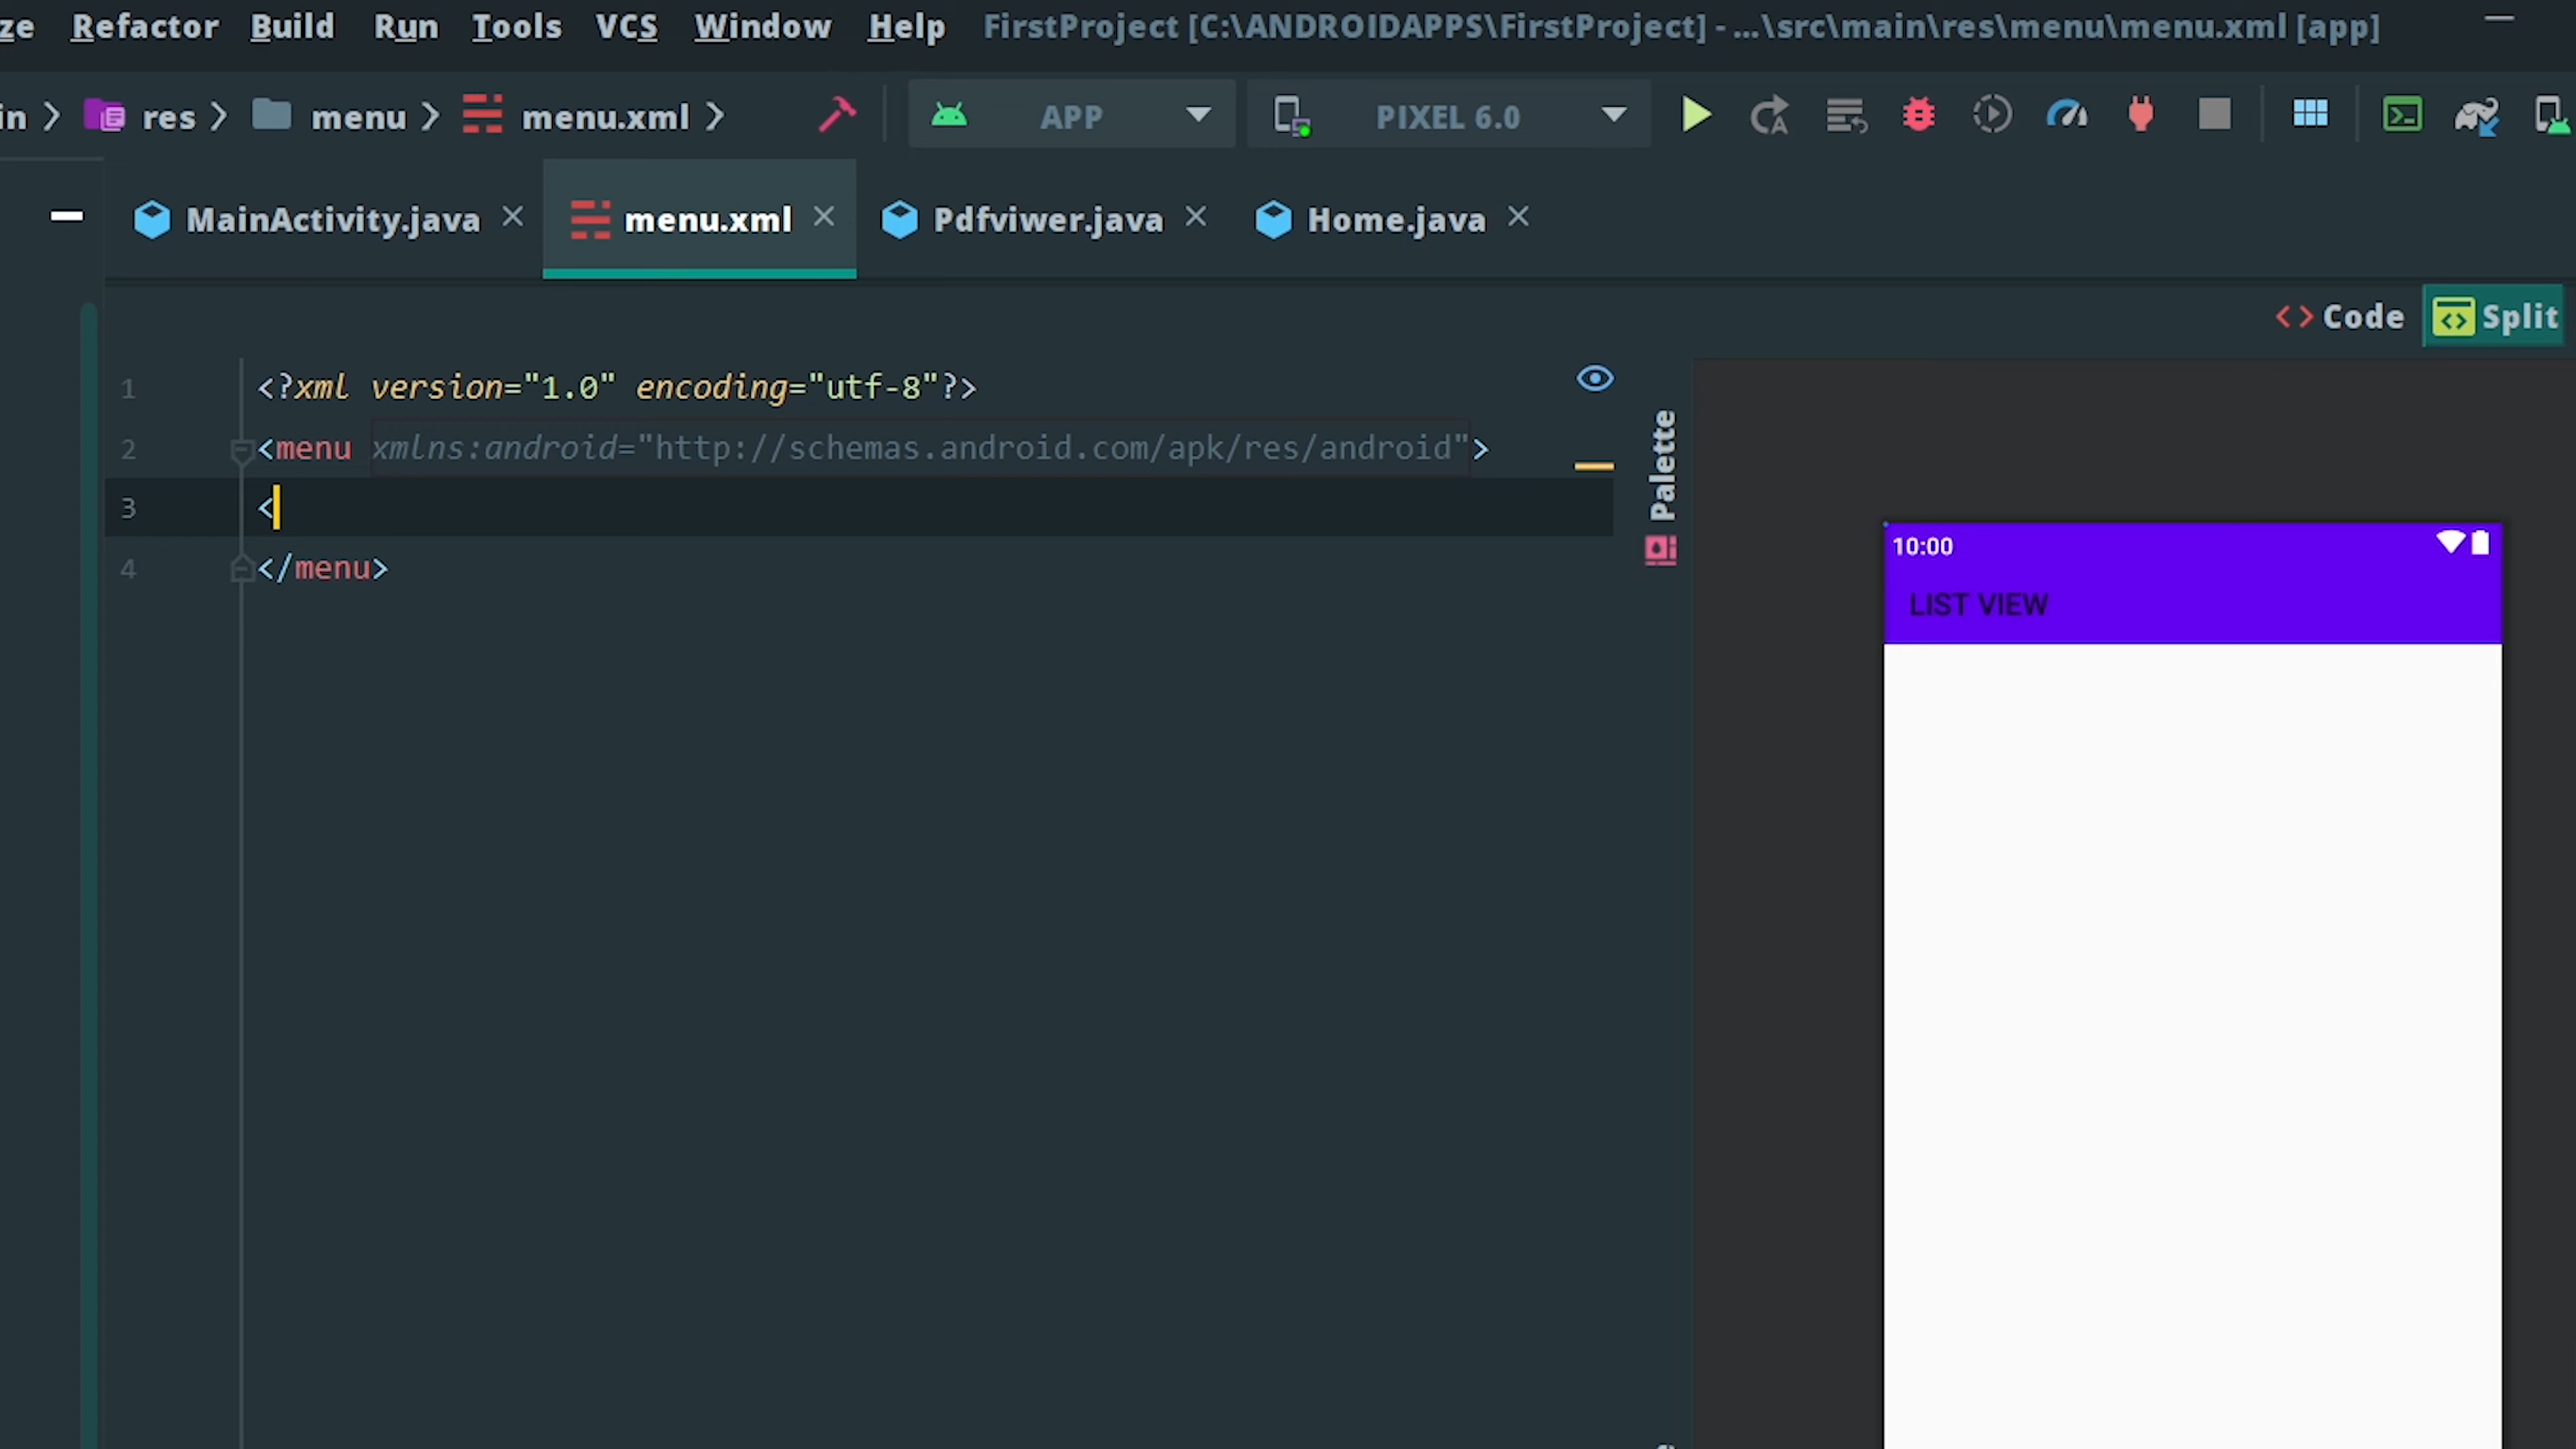 ze Refactor Build Run Tools VCS Window Help FirstProject [C:\ANDROIDAPPS\FirstProject] - ...\src\main\res\menu\menu.xml [app]
in res menu menu.xml APP PIXEL 6.0
MainActivity.java menu.xml Pdfviwer.java Home.java
Code Split
1 <?xml version="1.0" encoding="utf-8"?>
2 <menu xmlns:android="http://schemas.android.com/apk/res/android">
3 <
4 </menu>
Palette
10:00
LIST VIEW